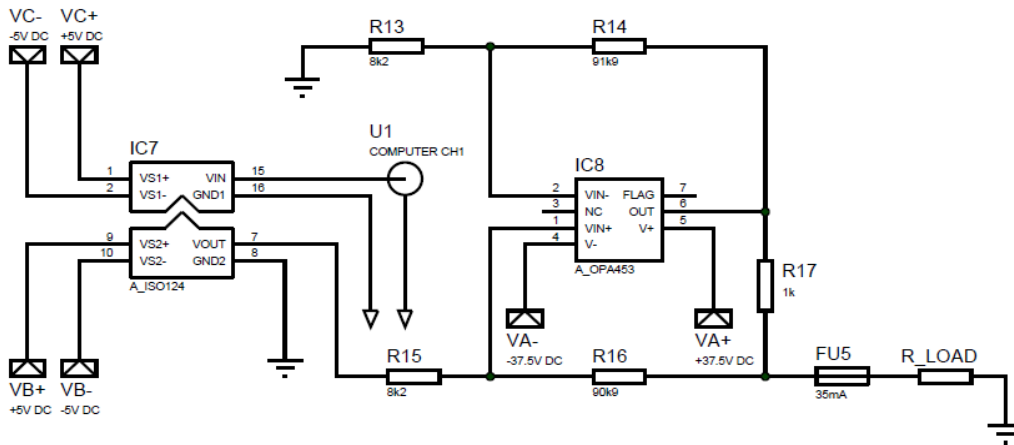 VC- VC+
-5V DC +5V DC
R13
8k2
R14
91k9
U1
COMPUTER CH1
IC7
1 VS1+ VIN 15
2 VS1- GND1 16
9 VS2+ VOUT 7
10 VS2- GND2 8
A_ISO124
IC8
2 VIN- FLAG 7
3 NC OUT 6
1 VIN+ V+ 5
4 V-
A_OPA453
R17
1k
VA-
-37.5V DC
VA+
+37.5V DC
VB+ VB-
+5V DC -5V DC
R15
8k2
R16
90k9
FU5
35mA
R_LOAD